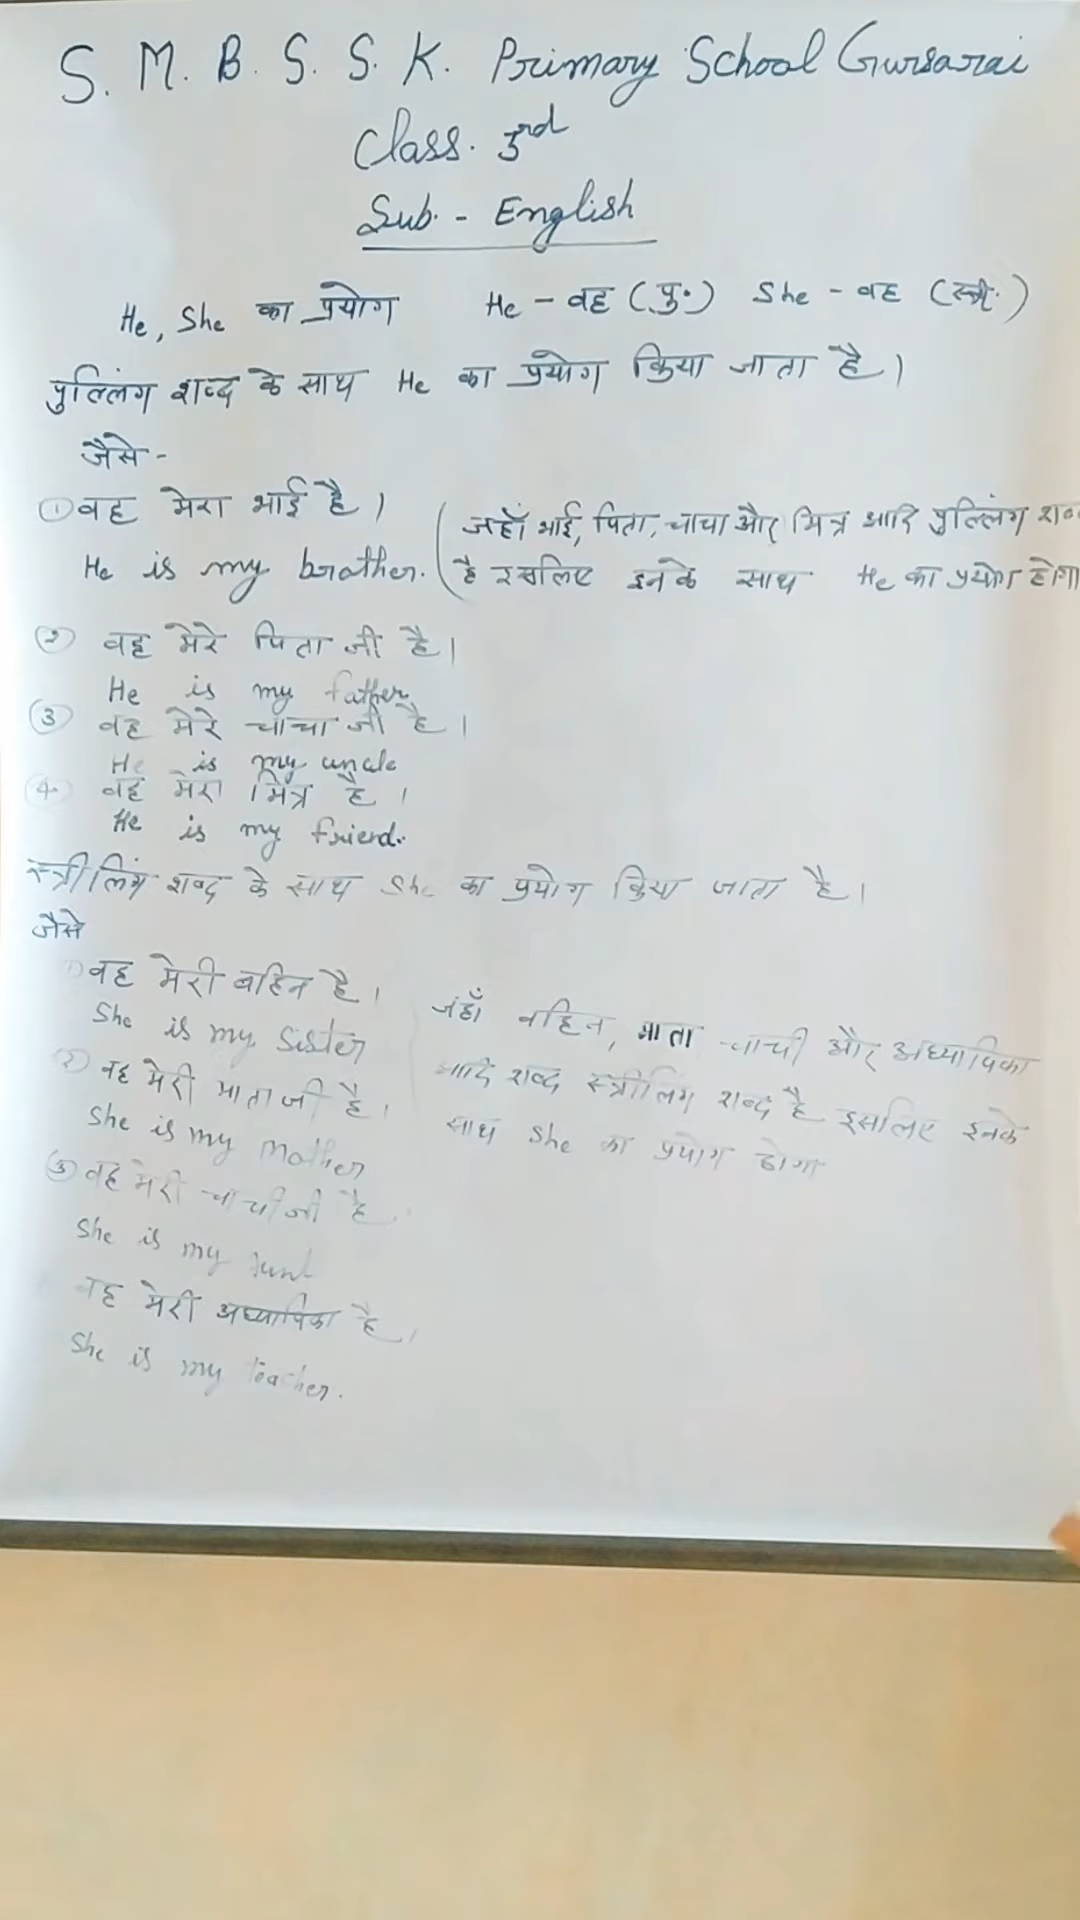 S. M. B. S. S. K. Primary School Gursarai
Class. 3rd
Sub. - English
He, She का प्रयोग He - वह (पु.) She - वह (स्त्री.)
पुल्लिंग शब्द के साथ He का प्रयोग किया जाता है।
जैसे -
① वह मेरा भाई है। (जहाँ भाई, पिता, चाचा और मित्र आदि पुल्लिंग शब्द
He is my brother. है इसलिए इनके साथ He का प्रयोग होगा
② वह मेरे पिता जी है।
He is my father
③ वह मेरे चाचा जी है।
He is my uncle
④ वह मेरा मित्र है।
He is my friend.
स्त्रीलिंग शब्द के साथ She का प्रयोग किया जाता है।
जैसे
① वह मेरी बहिन है। जहाँ बहिन, माता चाची और अध्यापिका
She is my sister
आदि शब्द स्त्रीलिंग शब्द है इसलिए इनके
② वह मेरी माता जी है। साथ She का प्रयोग होगा
She is my mother
③ वह मेरी चाची जी है।
She is my
वह मेरी अध्यापिका है।
She is my teacher.